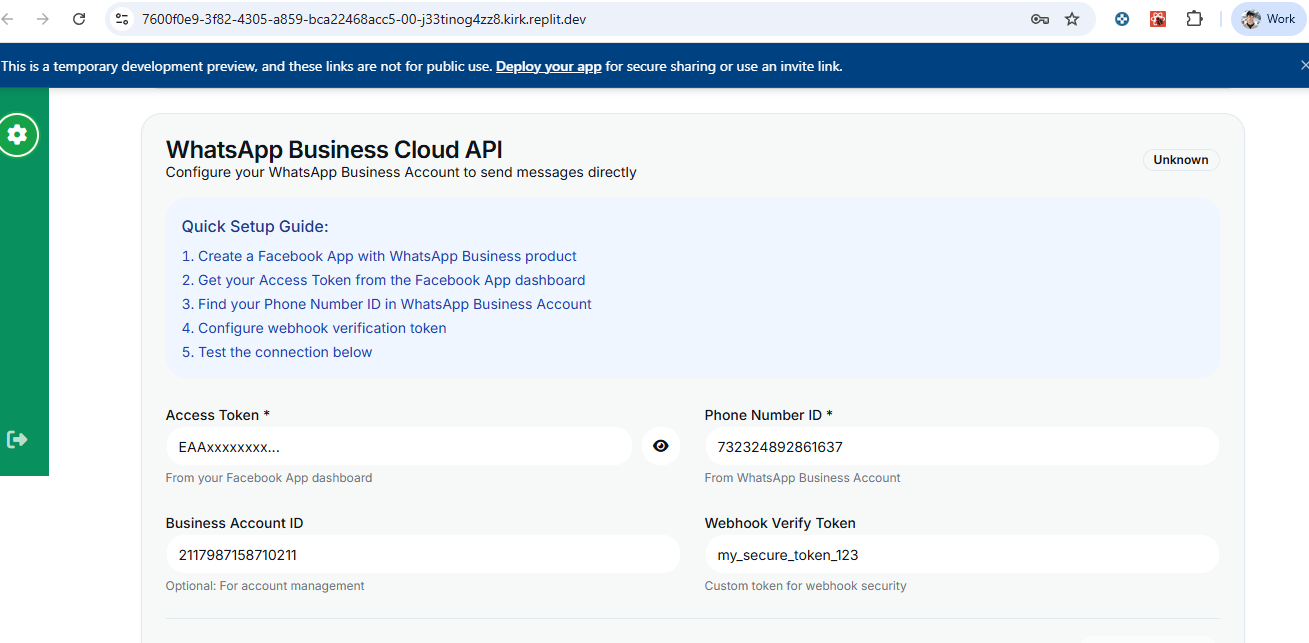 7600f0e9-3f82-4305-a859-bca22468acc5-00-j33tinog4zz8.kirk.replit.dev
Work
This is a temporary development preview, and these links are not for public use. Deploy your app for secure sharing or use an invite link.
WhatsApp Business Cloud API
Configure your WhatsApp Business Account to send messages directly
Unknown
Quick Setup Guide:
1. Create a Facebook App with WhatsApp Business product
2. Get your Access Token from the Facebook App dashboard
3. Find your Phone Number ID in WhatsApp Business Account
4. Configure webhook verification token
5. Test the connection below
Access Token *
EAAxxxxxxxx...
From your Facebook App dashboard
Phone Number ID *
732324892861637
From WhatsApp Business Account
Business Account ID
2117987158710211
Optional: For account management
Webhook Verify Token
my_secure_token_123
Custom token for webhook security